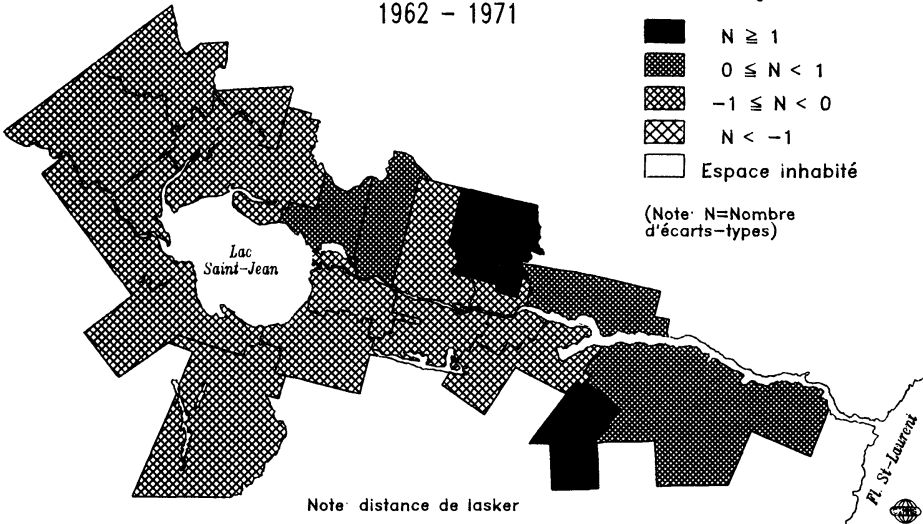 1962 – 1971
N ≧ 1
0 ≦ N < 1
-1 ≦ N < 0
N < -1
Espace inhabité
(Note· N=Nombre
d'écarts-types)
Lac
Saint-Jean
Fl. St-Laurent
Note· distance de lasker